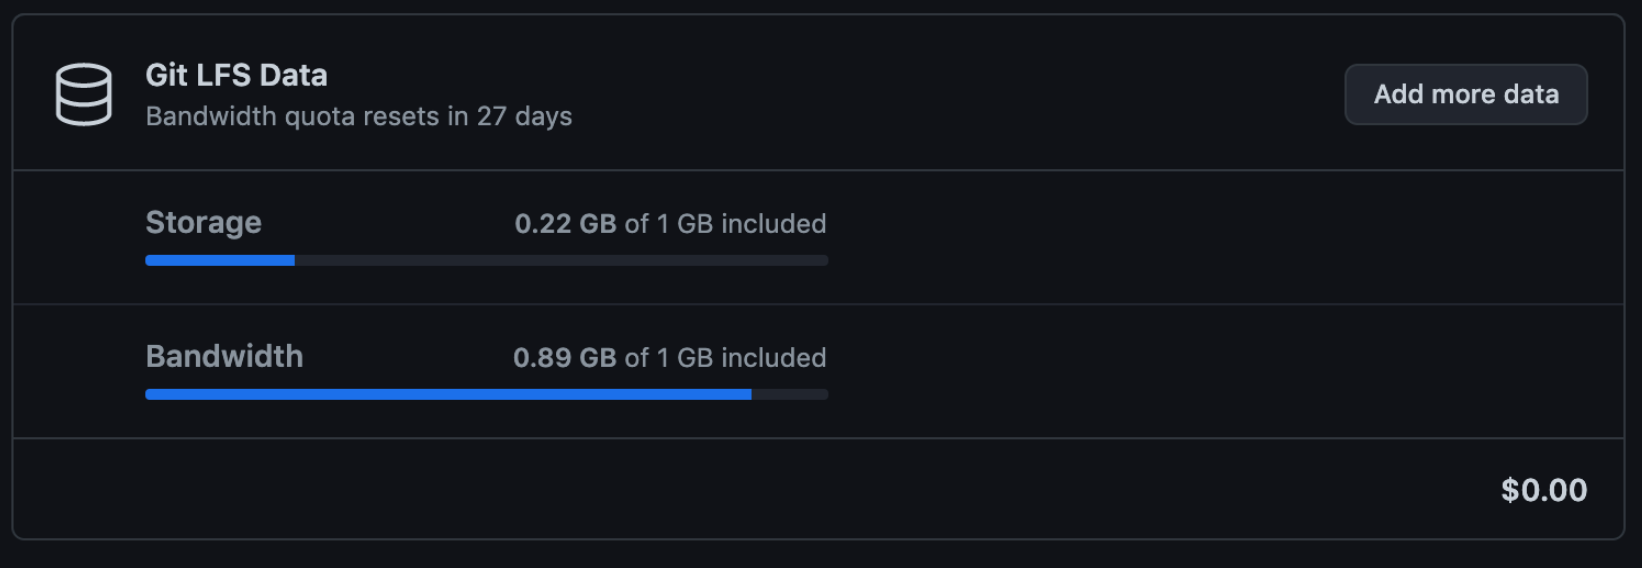 Git LFS Data
Bandwidth quota resets in 27 days
Add more data
Storage
0.22 GB of 1 GB included
Bandwidth
0.89 GB of 1 GB included
$0.00